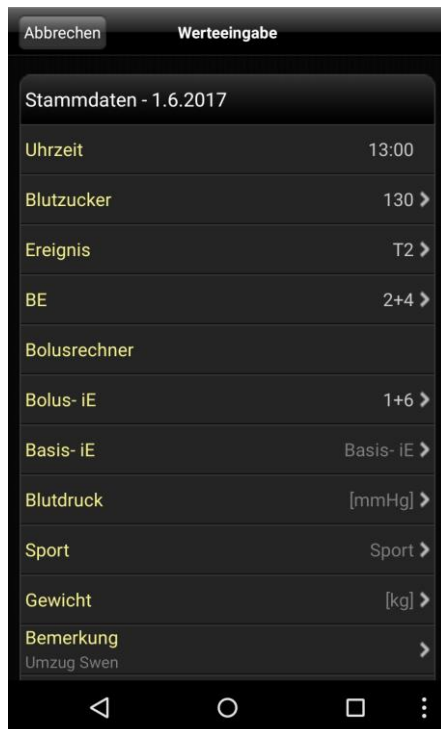 Abbrechen Werteeingabe
Stammdaten - 1.6.2017
Uhrzeit 13:00
Blutzucker 130
Ereignis T2
BE 2+4
Bolusrechner
Bolus- iE 1+6
Basis- iE Basis- iE
Blutdruck [mmHg]
Sport Sport
Gewicht [kg]
Bemerkung
Umzug Swen